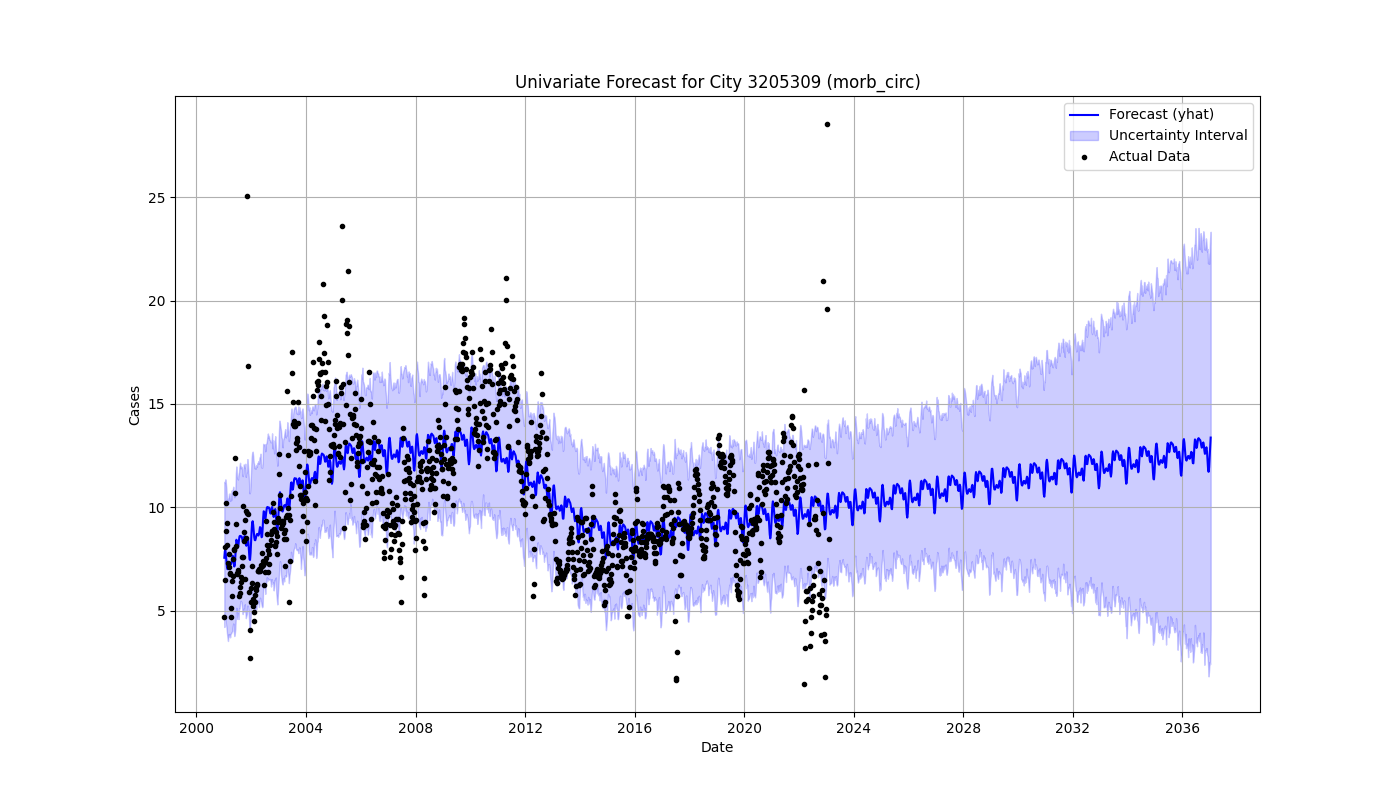 Univariate Forecast for City 3205309 (morb_circ)
Forecast (yhat)
Uncertainty Interval
Actual Data
25
20
15
10
5
Cases
2000 2004 2008 2012 2016 2020 2024 2028 2032 2036
Date